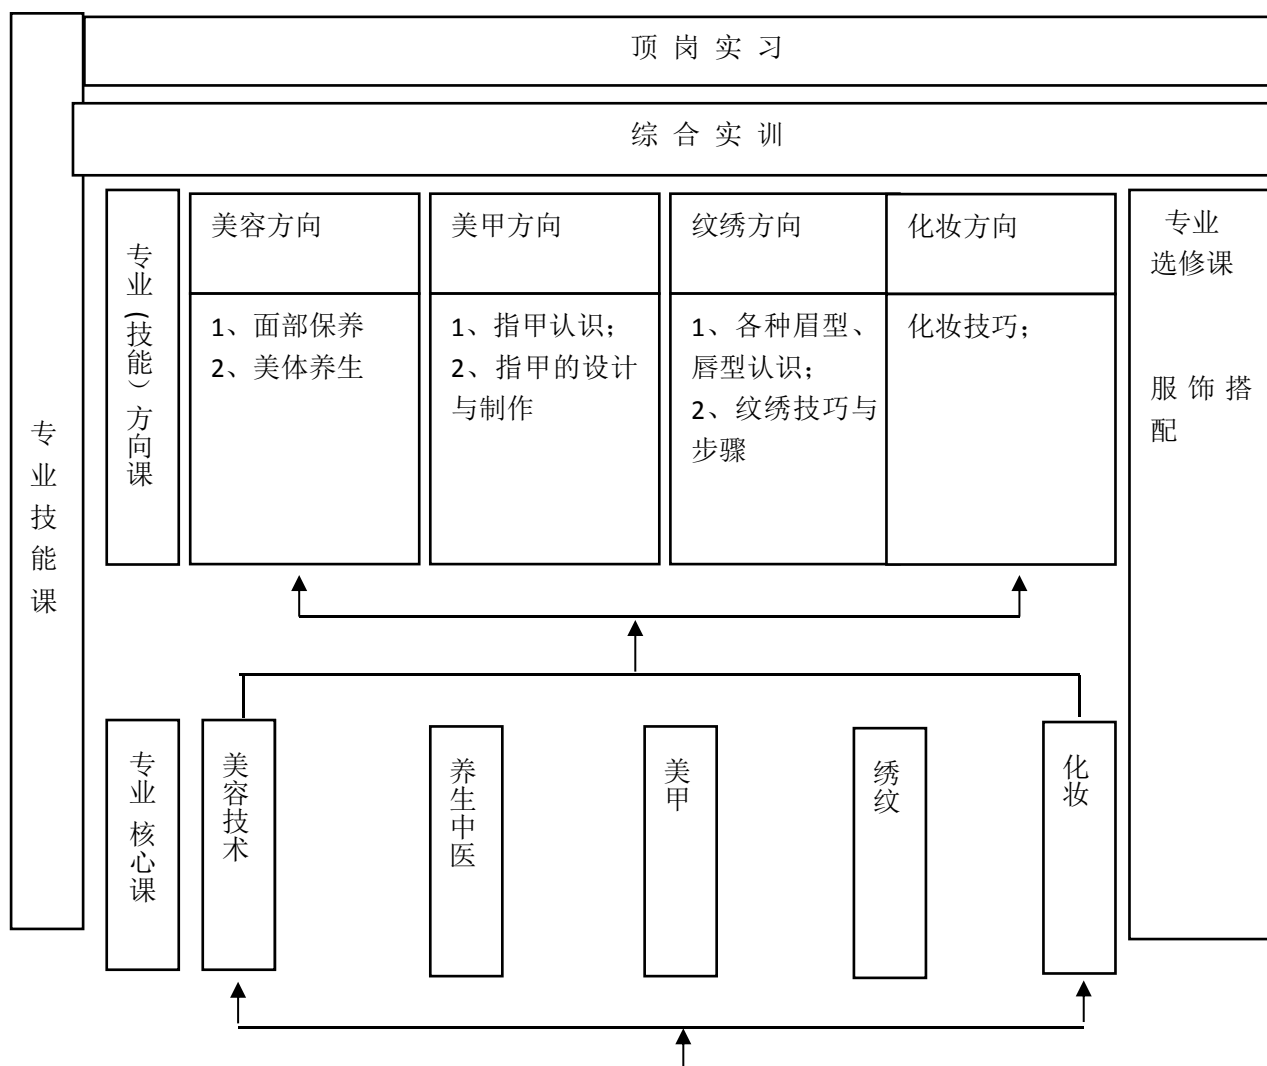 顶岗实习
综合实训
专业技能课
专业(技能）方向课
美容方向
1、面部保养
2、美体养生
美甲方向
1、指甲认识；
2、指甲的设计
与制作
纹绣方向
1、各种眉型、
唇型认识；
2、纹绣技巧与
步骤
化妆方向
化妆技巧；
专业
选修课
服饰搭
配
专业核心课
美容技术
养生中医
美甲
绣纹
化妆